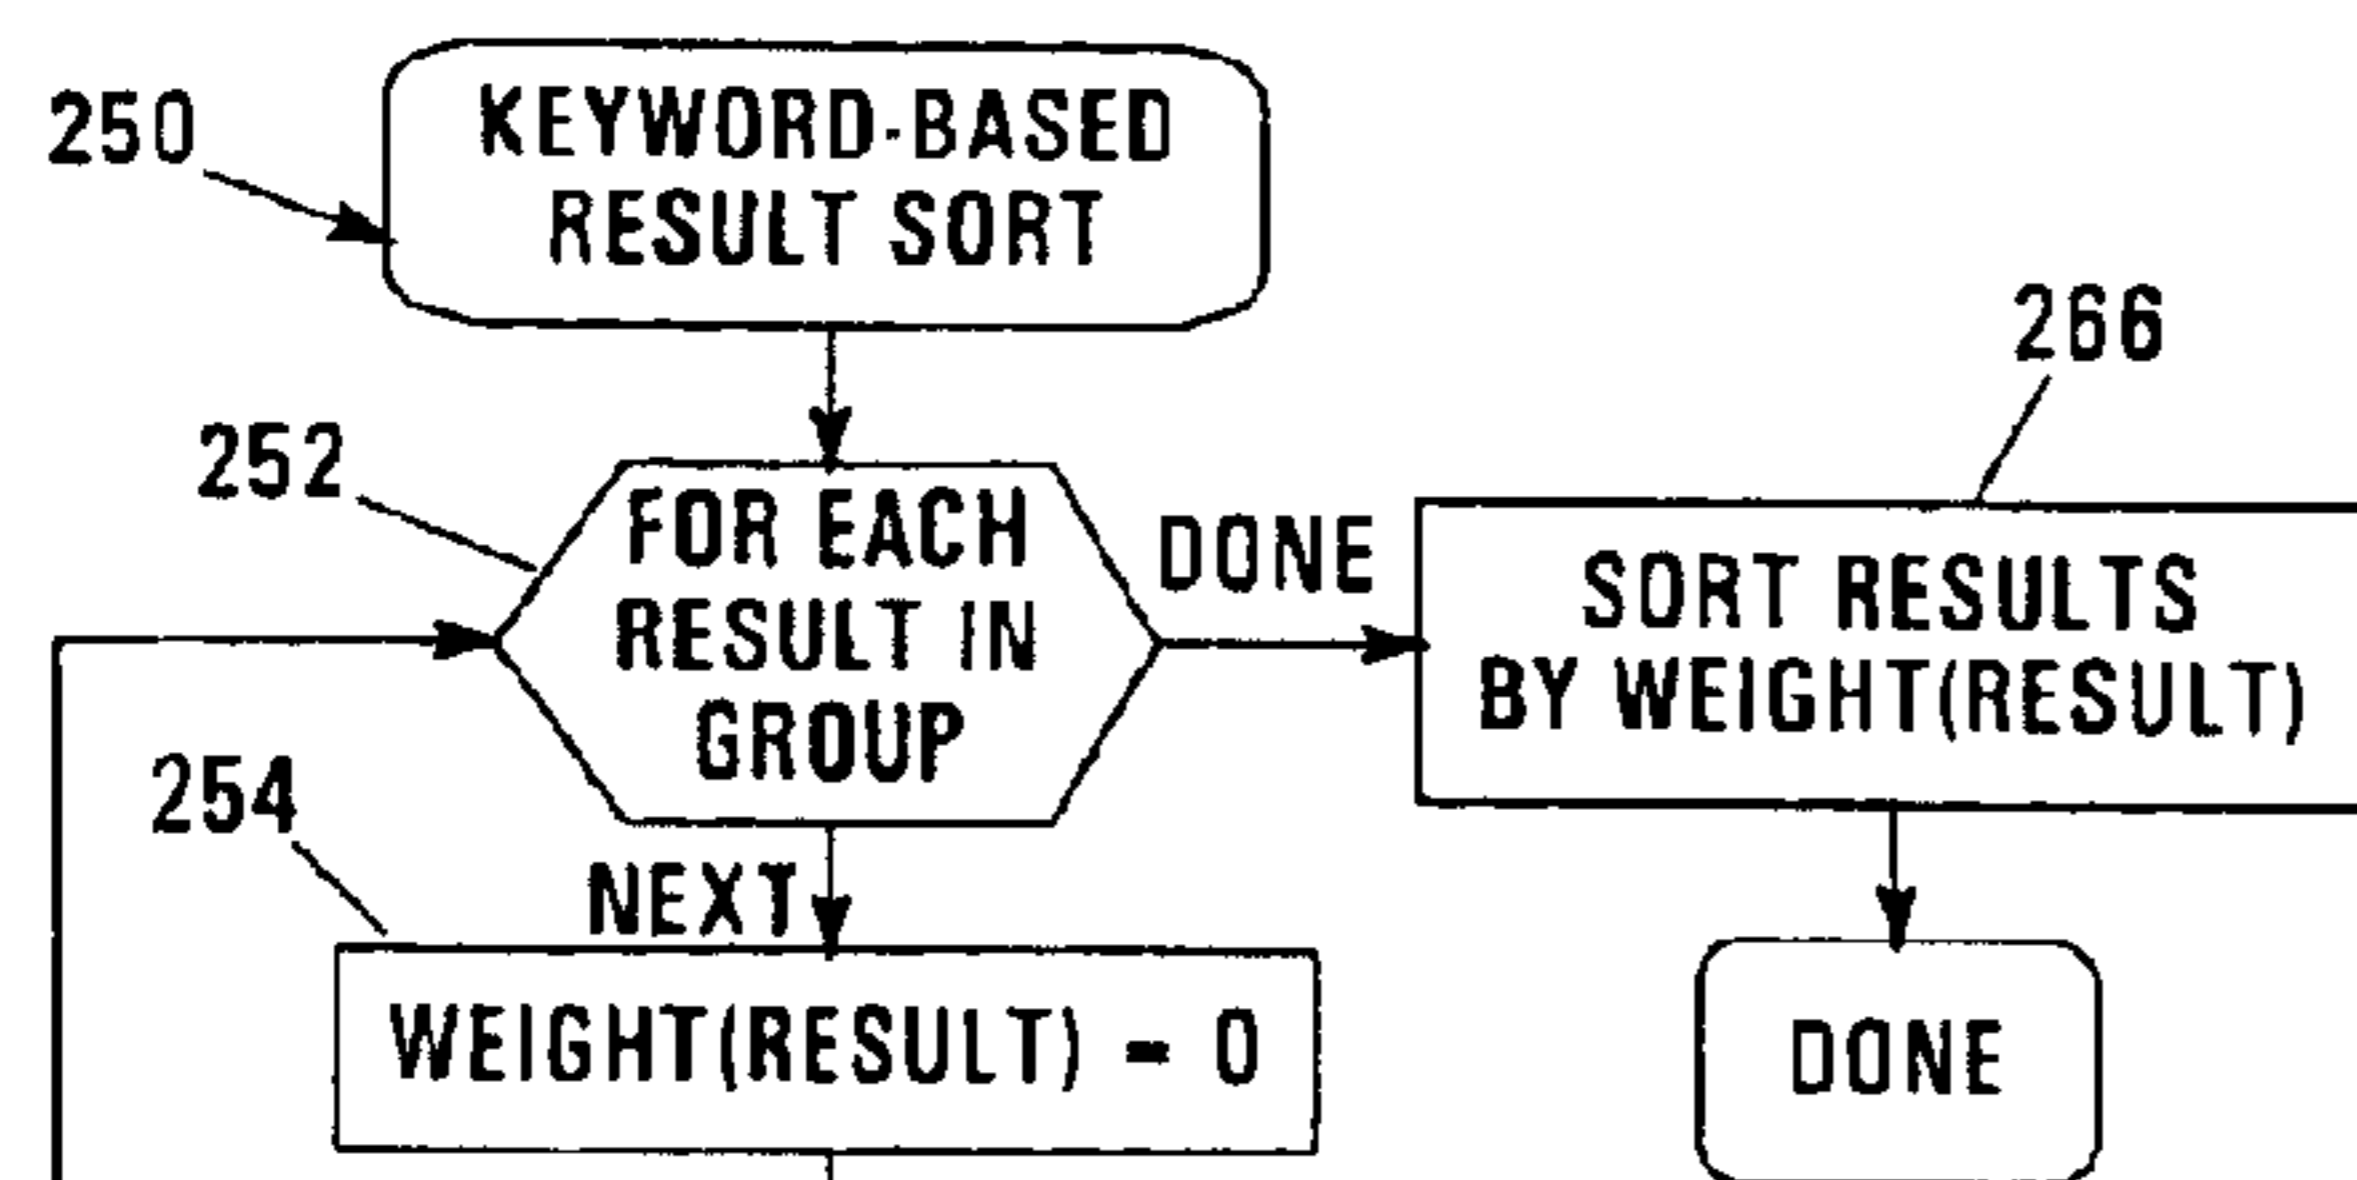 250
KEYWORD-BASED
RESULT SORT
266
252
FOR EACH
RESULT IN
GROUP
DONE
SORT RESULTS
BY WEIGHT(RESULT)
254
NEXT
WEIGHT(RESULT) = 0
DONE